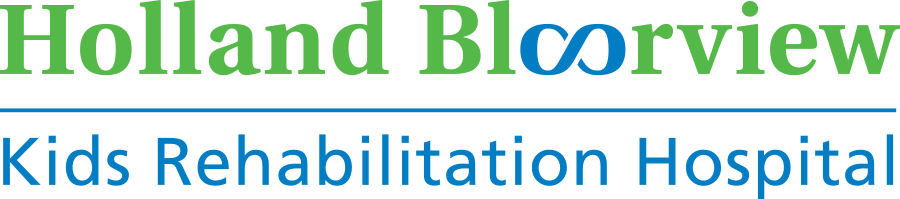 Holland Bloorview
Kids Rehabilitation Hospital